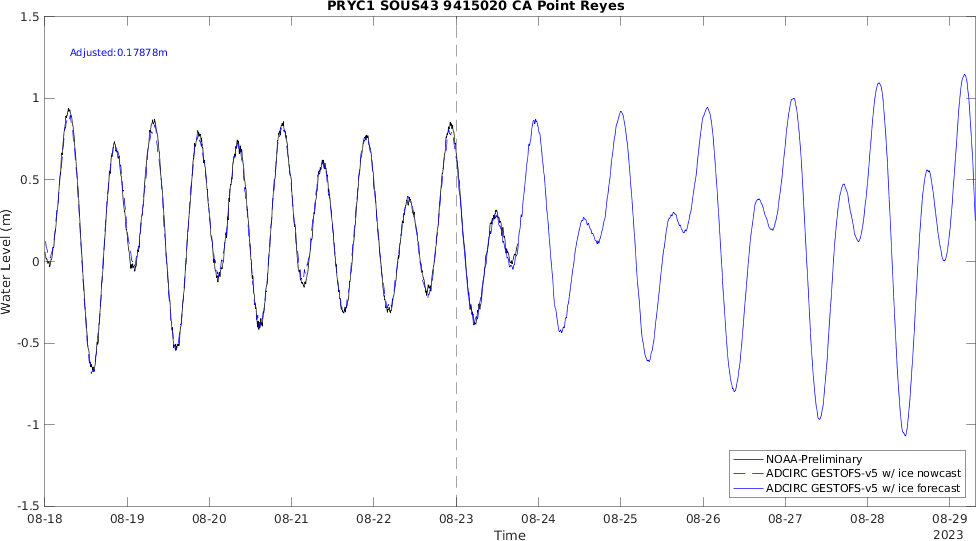 PRYC1 SOUS43 9415020 CA Point Reyes
Adjusted:0.17878m
Water Level (m)
1.5
1
0.5
0
-0.5
-1
-1.5
NOAA-Preliminary
ADCIRC GESTOFS-v5 w/ ice nowcast
ADCIRC GESTOFS-v5 w/ ice forecast
08-18 08-19 08-20 08-21 08-22 08-23 08-24 08-25 08-26 08-27 08-28 08-29
2023
Time